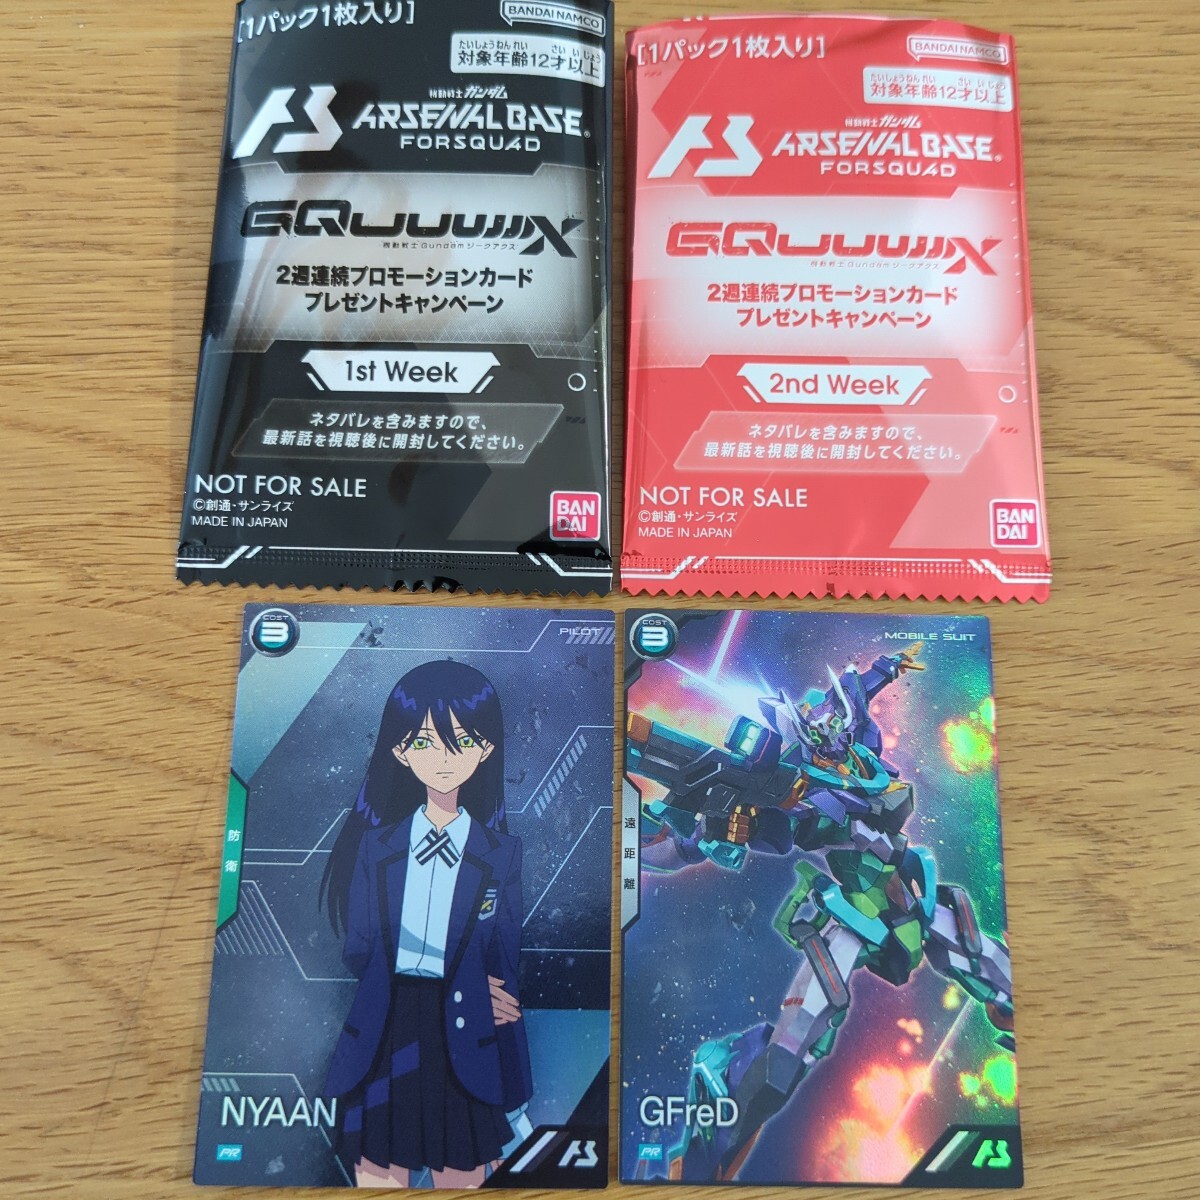 [1パック1枚入り]
BANDAI NAMCO
たいしょうねんれい さい いじょう
対象年齢12才以上
機動戦士ガンダム
ARSENAL BASE
FORSQUAD
GQuuuuuuX
機動戦士Gundam ジークアクス
2週連続プロモーションカード
プレゼントキャンペーン
1st Week
ネタバレを含みますので、
最新話を視聴後に開封してください。
NOT FOR SALE
©創通・サンライズ
MADE IN JAPAN
BAN
DAI
[1パック1枚入り]
BANDAI NAMCO
たいしょうねんれい さい いじょう
対象年齢12才以上
機動戦士ガンダム
ARSENAL BASE
FORSQUAD
GQuuuuuuX
機動戦士Gundam ジークアクス
2週連続プロモーションカード
プレゼントキャンペーン
2nd Week
ネタバレを含みますので、
最新話を視聴後に開封してください。
NOT FOR SALE
©創通・サンライズ
MADE IN JAPAN
BAN
DAI
COST
3
PILOT
防衛
NYAAN
PR
AB
COST
3
MOBILE SUIT
遠距離
GFreD
PR
AB